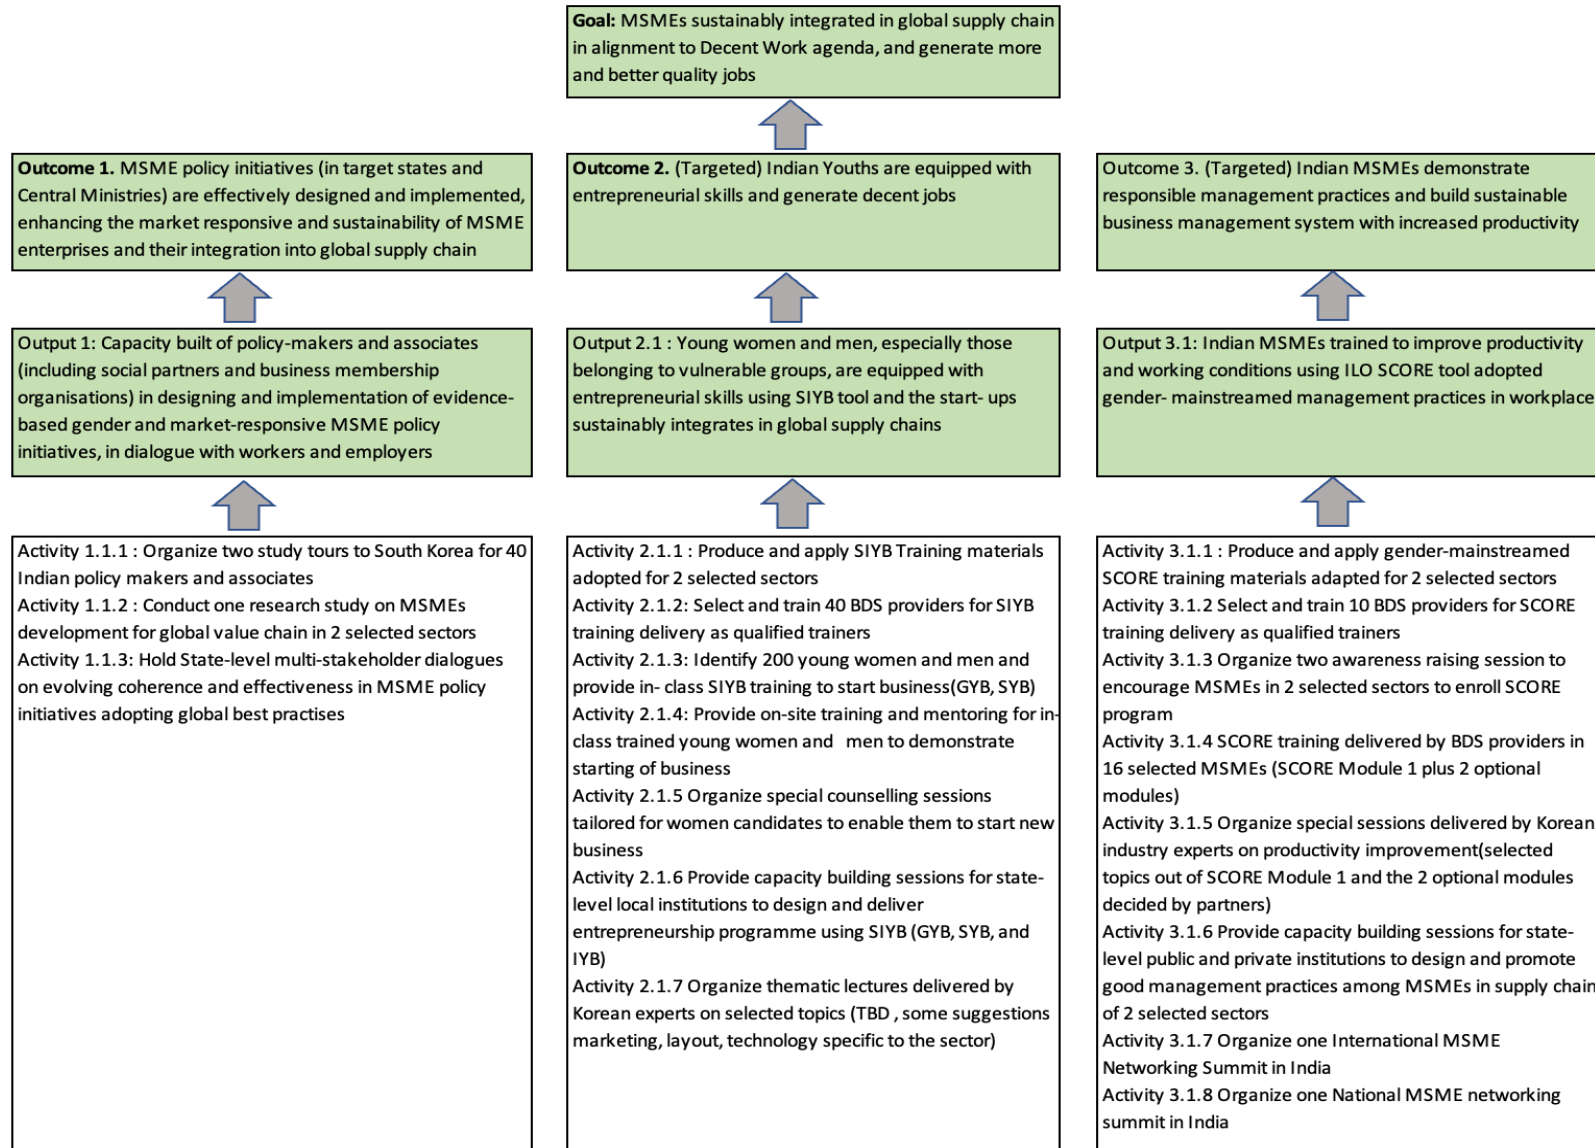 Goal: MSMEs sustainably integrated in global supply chain
in alignment to Decent Work agenda, and generate more
and better quality jobs
Outcome 1. MSME policy initiatives (in target states and
Central Ministries) are effectively designed and implemented,
enhancing the market responsive and sustainability of MSME
enterprises and their integration into global supply chain
Outcome 2. (Targeted) Indian Youths are equipped with
entrepreneurial skills and generate decent jobs
Outcome 3. (Targeted) Indian MSMEs demonstrate
responsible management practices and build sustainable
business management system with increased productivity
Output 1: Capacity built of policy-makers and associates
(including social partners and business membership
organisations) in designing and implementation of evidence-
based gender and market-responsive MSME policy
initiatives, in dialogue with workers and employers
Output 2.1 : Young women and men, especially those
belonging to vulnerable groups, are equipped with
entrepreneurial skills using SIYB tool and the start- ups
sustainably integrates in global supply chains
Output 3.1: Indian MSMEs trained to improve productivity
and working conditions using ILO SCORE tool adopted
gender- mainstreamed management practices in workplace
Activity 1.1.1 : Organize two study tours to South Korea for 40
Indian policy makers and associates
Activity 1.1.2 : Conduct one research study on MSMEs
development for global value chain in 2 selected sectors
Activity 1.1.3: Hold State-level multi-stakeholder dialogues
on evolving coherence and effectiveness in MSME policy
initiatives adopting global best practises
Activity 2.1.1 : Produce and apply SIYB Training materials
adopted for 2 selected sectors
Activity 2.1.2: Select and train 40 BDS providers for SIYB
training delivery as qualified trainers
Activity 2.1.3: Identify 200 young women and men and
provide in- class SIYB training to start business(GYB, SYB)
Activity 2.1.4: Provide on-site training and mentoring for in-
class trained young women and men to demonstrate
starting of business
Activity 2.1.5 Organize special counselling sessions
tailored for women candidates to enable them to start new
business
Activity 2.1.6 Provide capacity building sessions for state-
level local institutions to design and deliver
entrepreneurship programme using SIYB (GYB, SYB, and
IYB)
Activity 2.1.7 Organize thematic lectures delivered by
Korean experts on selected topics (TBD , some suggestions
marketing, layout, technology specific to the sector)
Activity 3.1.1 : Produce and apply gender-mainstreamed
SCORE training materials adapted for 2 selected sectors
Activity 3.1.2 Select and train 10 BDS providers for SCORE
training delivery as qualified trainers
Activity 3.1.3 Organize two awareness raising session to
encourage MSMEs in 2 selected sectors to enroll SCORE
program
Activity 3.1.4 SCORE training delivered by BDS providers in
16 selected MSMEs (SCORE Module 1 plus 2 optional
modules)
Activity 3.1.5 Organize special sessions delivered by Korean
industry experts on productivity improvement(selected
topics out of SCORE Module 1 and the 2 optional modules
decided by partners)
Activity 3.1.6 Provide capacity building sessions for state-
level public and private institutions to design and promote
good management practices among MSMEs in supply chain
of 2 selected sectors
Activity 3.1.7 Organize one International MSME
Networking Summit in India
Activity 3.1.8 Organize one National MSME networking
summit in India